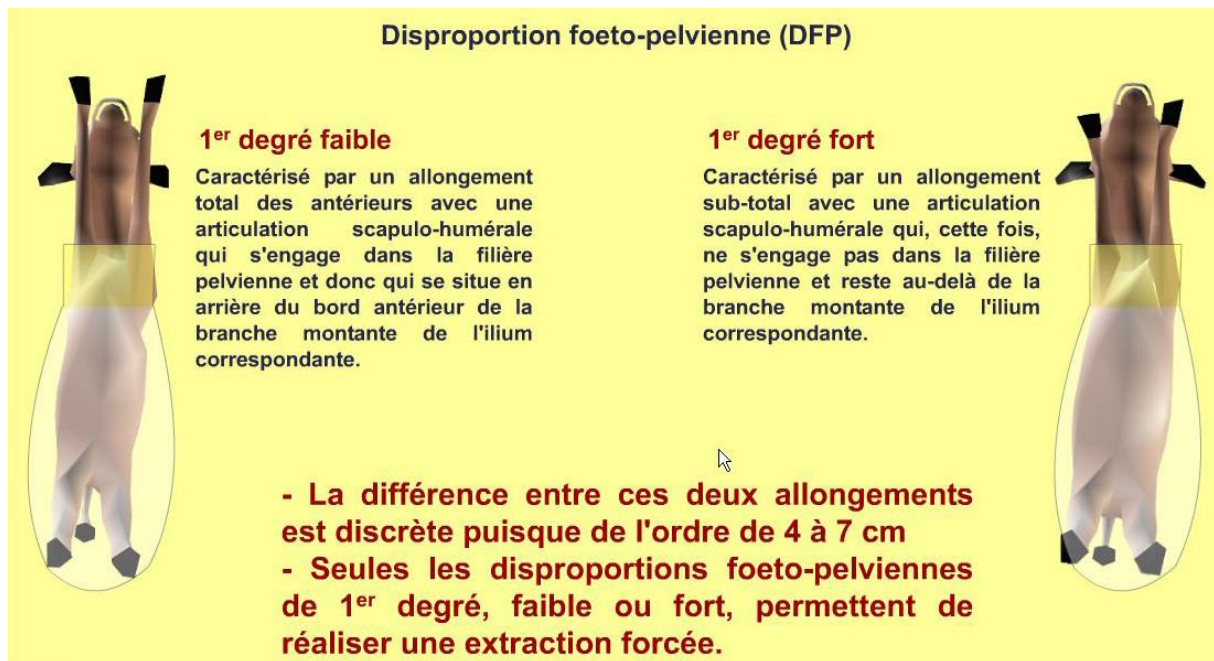 Disproportion foeto-pelvienne (DFP)
1er degré faible
Caractérisé par un allongement
total des antérieurs avec une
articulation scapulo-humérale
qui s'engage dans la filière
pelvienne et donc qui se situe en
arrière du bord antérieur de la
branche montante de l'ilium
correspondante.
1er degré fort
Caractérisé par un allongement
sub-total avec une articulation
scapulo-humérale qui, cette fois,
ne s'engage pas dans la filière
pelvienne et reste au-delà de la
branche montante de l'ilium
correspondante.
- La différence entre ces deux allongements
est discrète puisque de l'ordre de 4 à 7 cm
- Seules les disproportions foeto-pelviennes
de 1er degré, faible ou fort, permettent de
réaliser une extraction forcée.